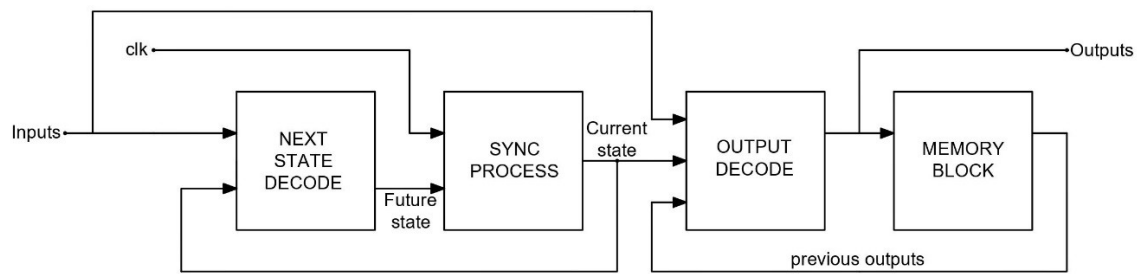 clk
Outputs
Inputs
NEXT
STATE
DECODE
Future
state
SYNC
PROCESS
Current
state
OUTPUT
DECODE
MEMORY
BLOCK
previous outputs